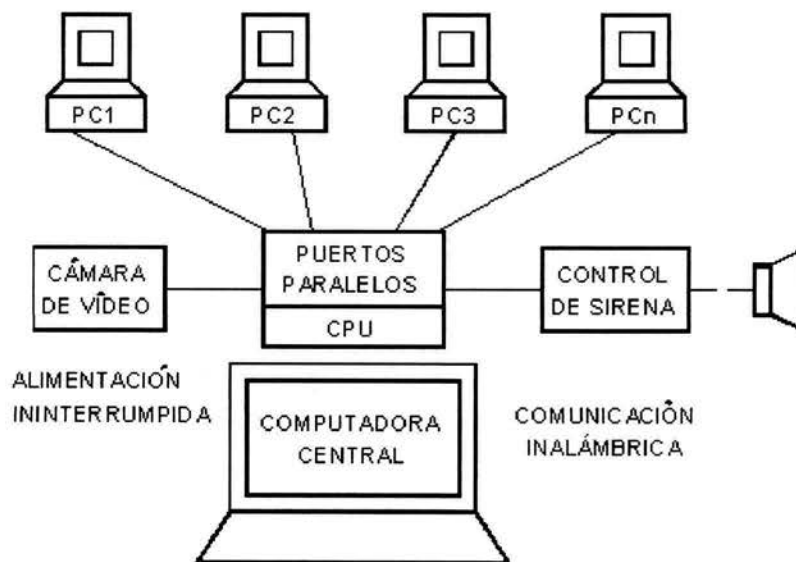 PC1
PC2
PC3
PCn
CÁMARA
DE VÍDEO
PUERTOS
PARALELOS
CPU
CONTROL
DE SIRENA
ALIMENTACIÓN
ININTERRUMPIDA
COMPUTADORA
CENTRAL
COMUNICACIÓN
INALÁMBRICA